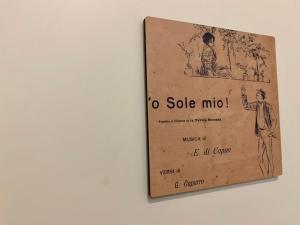 'o Sole mio!
MUSICA di
E. di Capua
VERSI di
G. Capurro